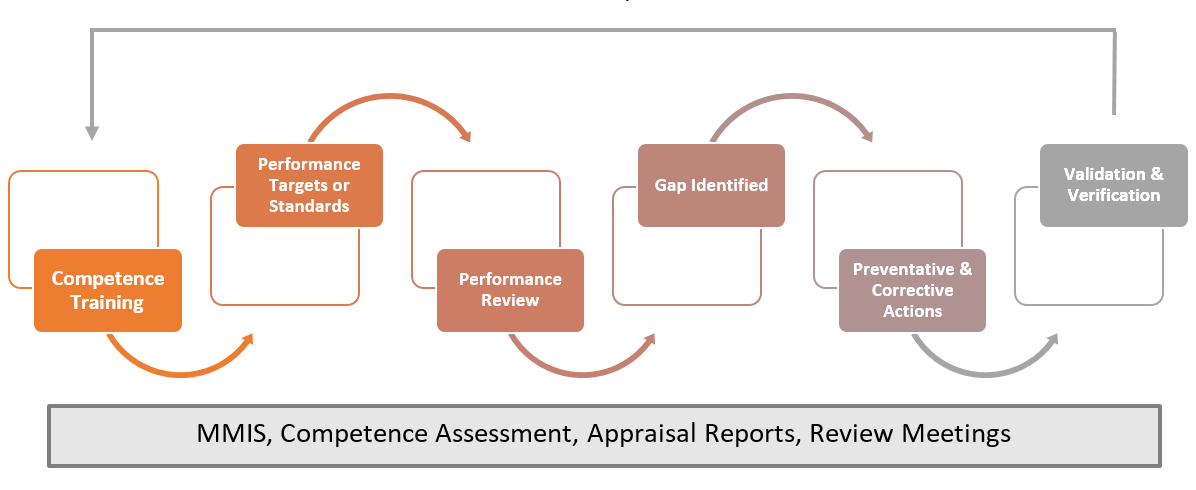 Competence
Training
Performance
Targets or
Standards
Performance
Review
Gap Identified
Preventative &
Corrective
Actions
Validation &
Verification
MMIS, Competence Assessment, Appraisal Reports, Review Meetings